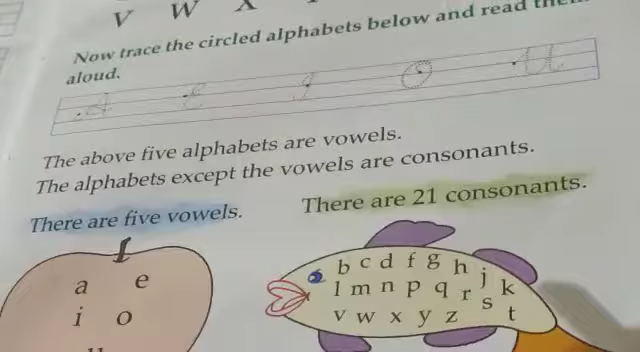 V W X
Now trace the circled alphabets below and read them
aloud.
A E I O U
The above five alphabets are vowels.
The alphabets except the vowels are consonants.
There are five vowels.
There are 21 consonants.
a e
i o
u
b c d f g h j k
l m n p q r s t
v w x y z